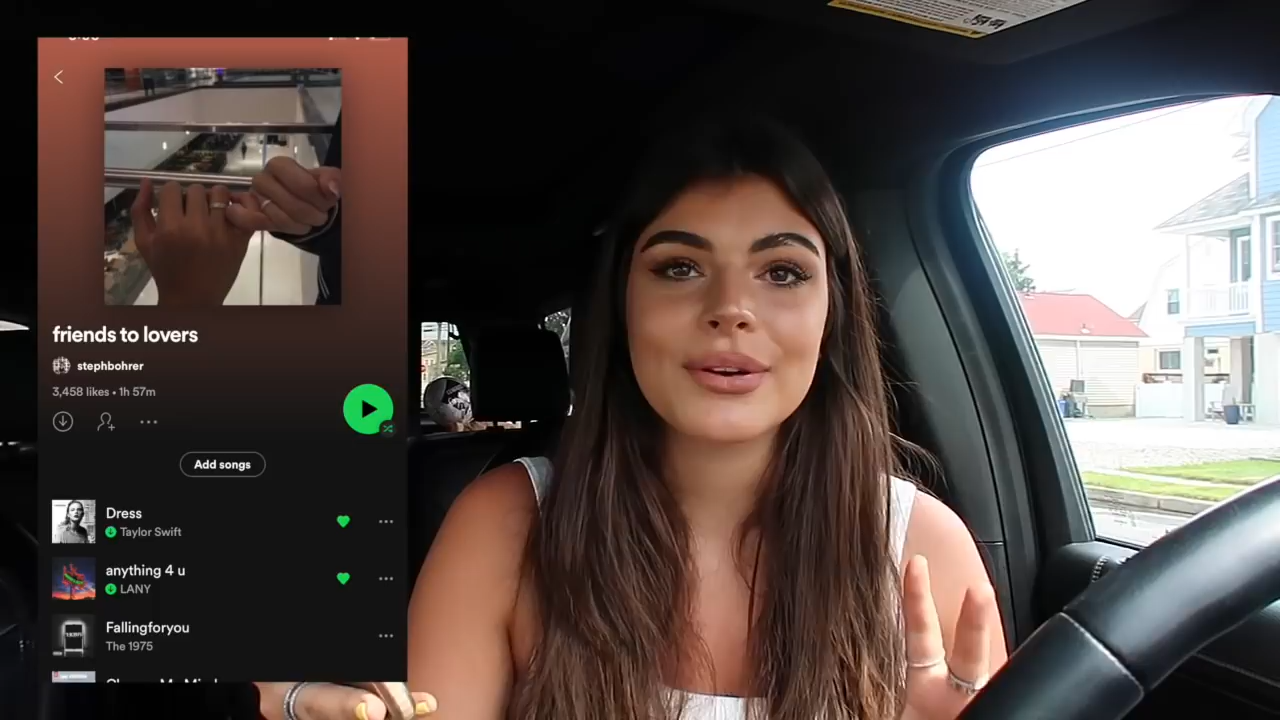 friends to lovers
stephbohrer
3,458 likes • 1h 57m
Add songs
Dress
Taylor Swift
anything 4 u
LANY
Fallingforyou
The 1975